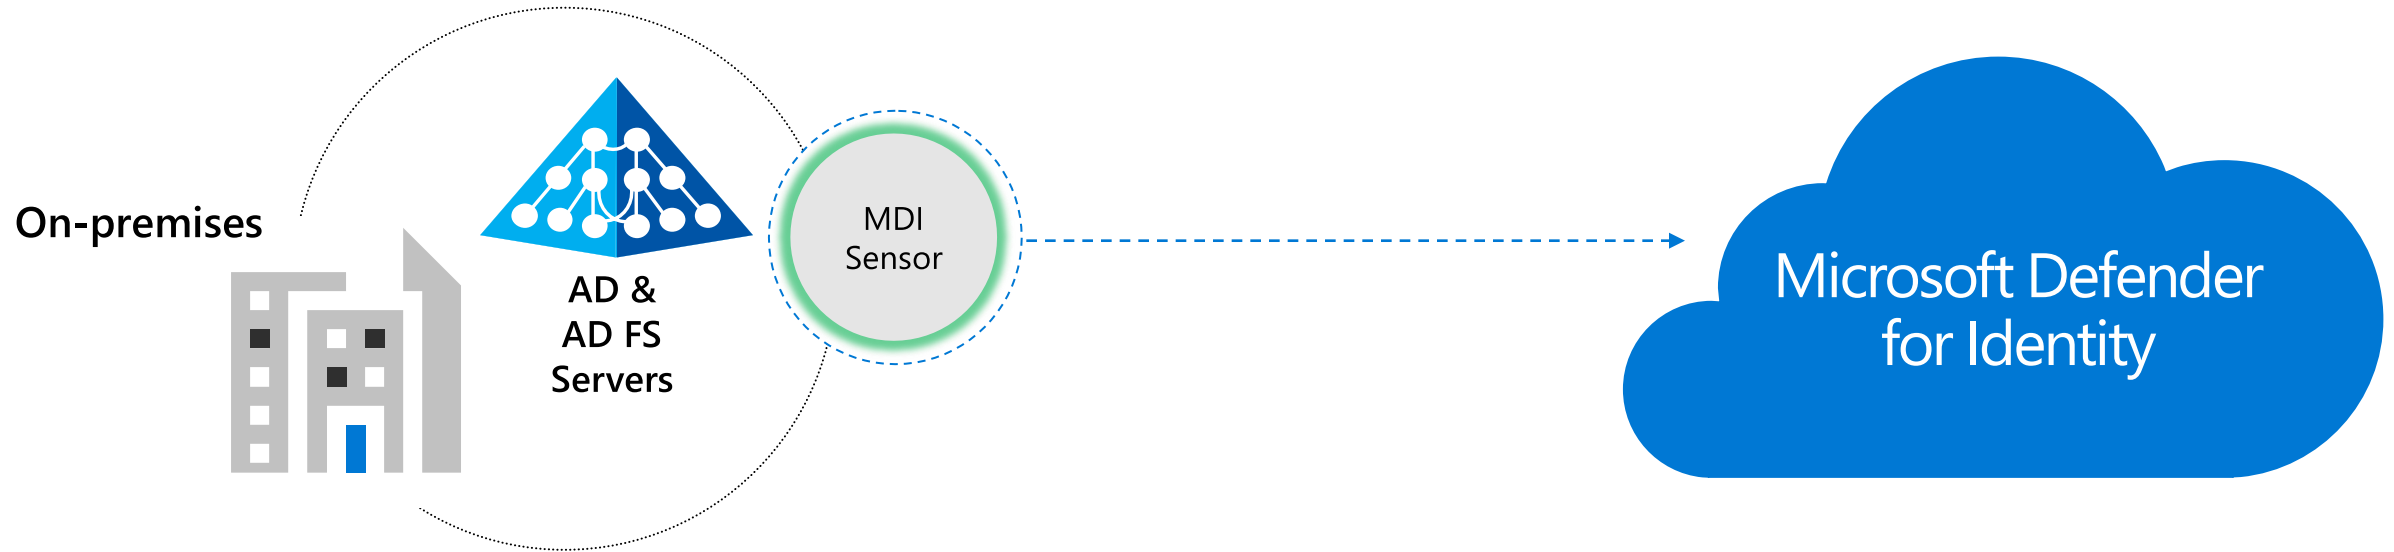 On-premises
AD &
AD FS
Servers
MDI
Sensor
Microsoft Defender
for Identity